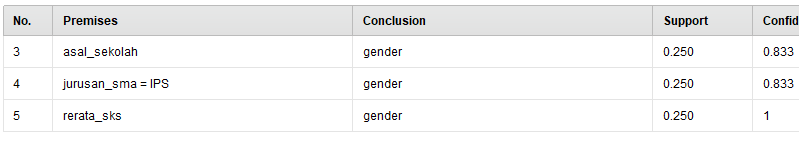 No. Premises Conclusion Support Confid
3 asal_sekolah gender 0.250 0.833
4 jurusan_sma = IPS gender 0.250 0.833
5 rerata_sks gender 0.250 1